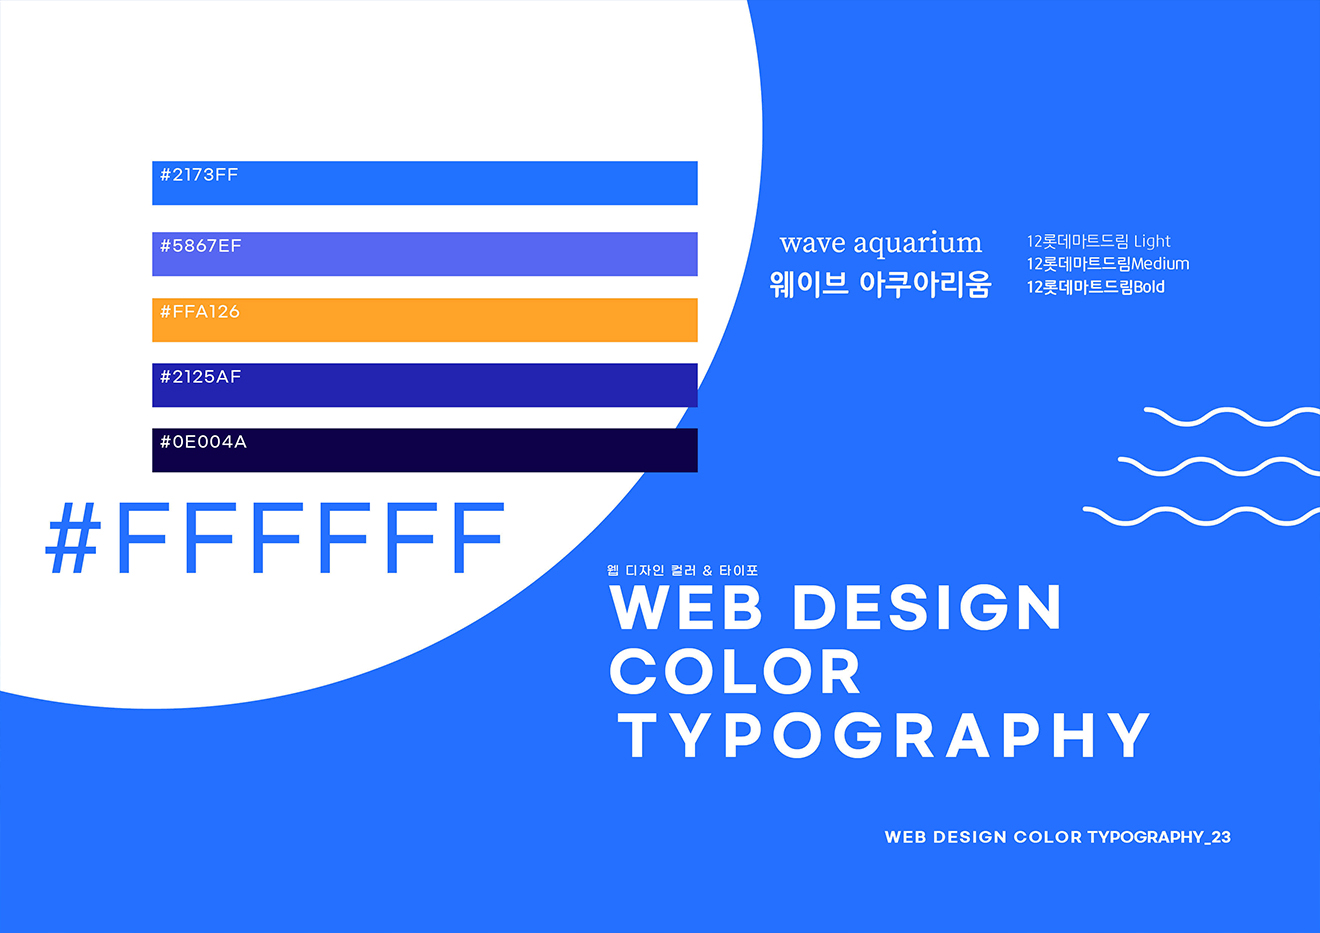 #2173FF
#5867EF
#FFA126
#2125AF
#0E004A
#FFFFFF
wave aquarium
웨이브 아쿠아리움
12롯데마트드림 Light
12롯데마트드림Medium
12롯데마트드림Bold
웹 디자인 컬러 & 타이포
WEB DESIGN
COLOR
TYPOGRAPHY
WEB DESIGN COLOR TYPOGRAPHY_23